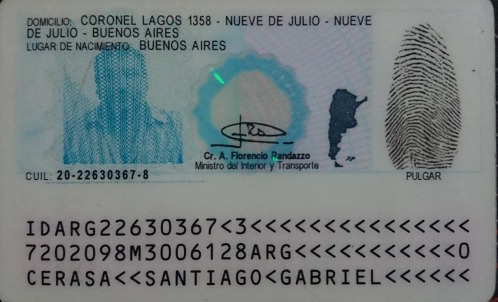 DOMICILIO: CORONEL LAGOS 1358 - NUEVE DE JULIO - NUEVE
DE JULIO - BUENOS AIRES
LUGAR DE NACIMIENTO: BUENOS AIRES
Cr. A. Florencio Randazzo
Ministro del Interior y Transporte
CUIL: 20-22630367-8
PULGAR
IDARG22630367<3<<<<<<<<<<<<<<<
7202098M3006128ARG<<<<<<<<<<<0
CERASA<<SANTIAGO<GABRIEL<<<<<<